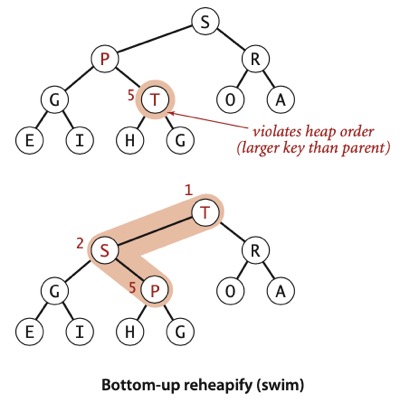 S
P R
G 5 T O A
E I H G
violates heap order
(larger key than parent)
1
T
2 S R
G 5 P O A
E I H G
Bottom-up reheapify (swim)